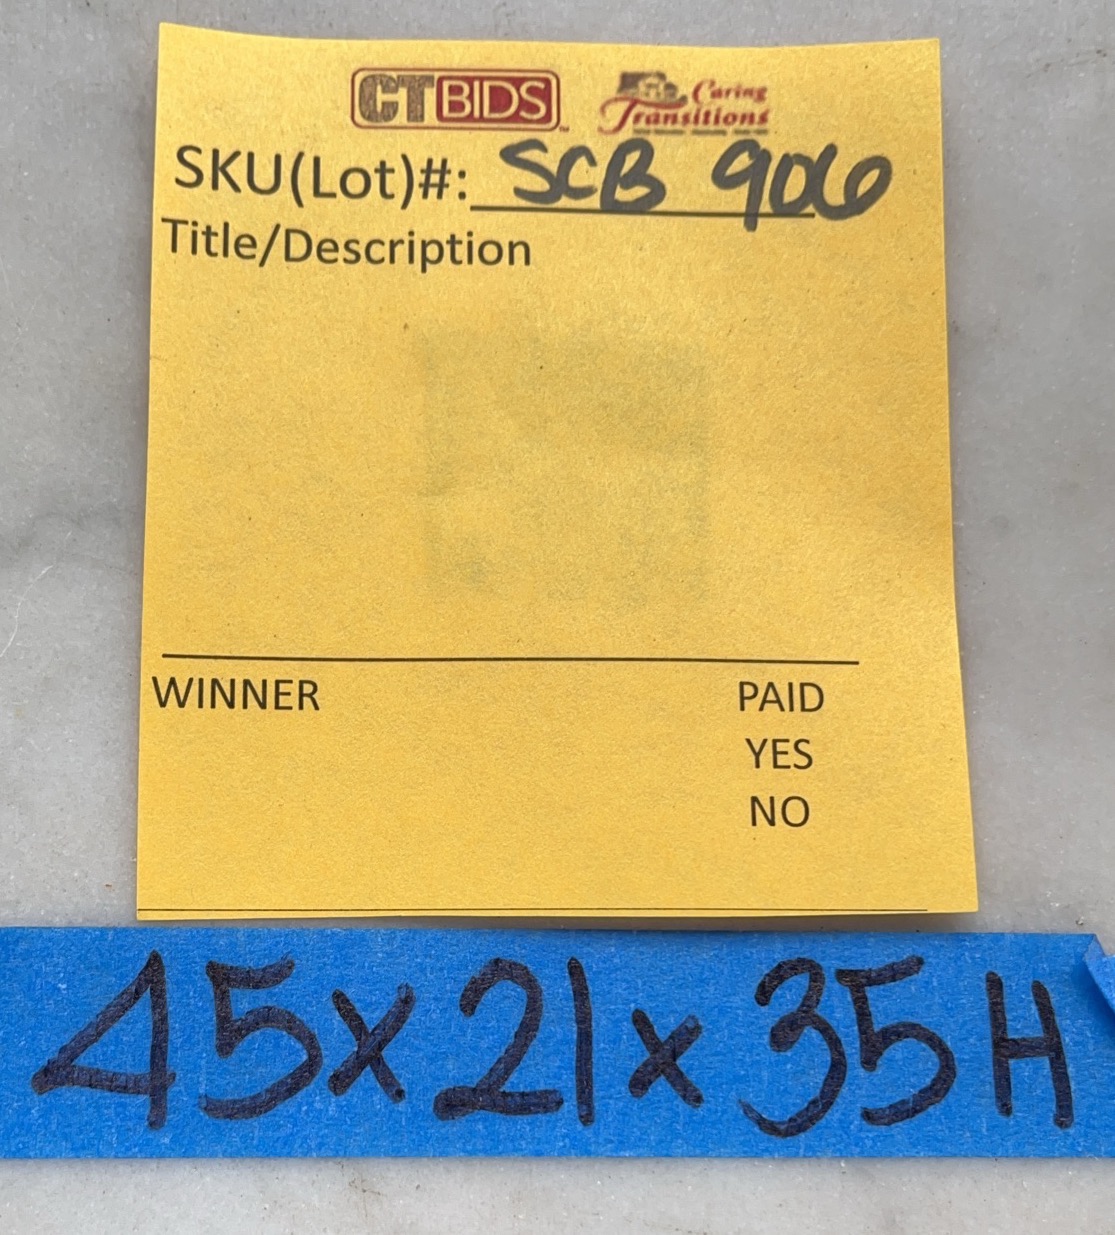 CTBIDS
Caring
Transitions
SKU(Lot)#: SCB 906
Title/Description
WINNER PAID
YES
NO
45x21x35H